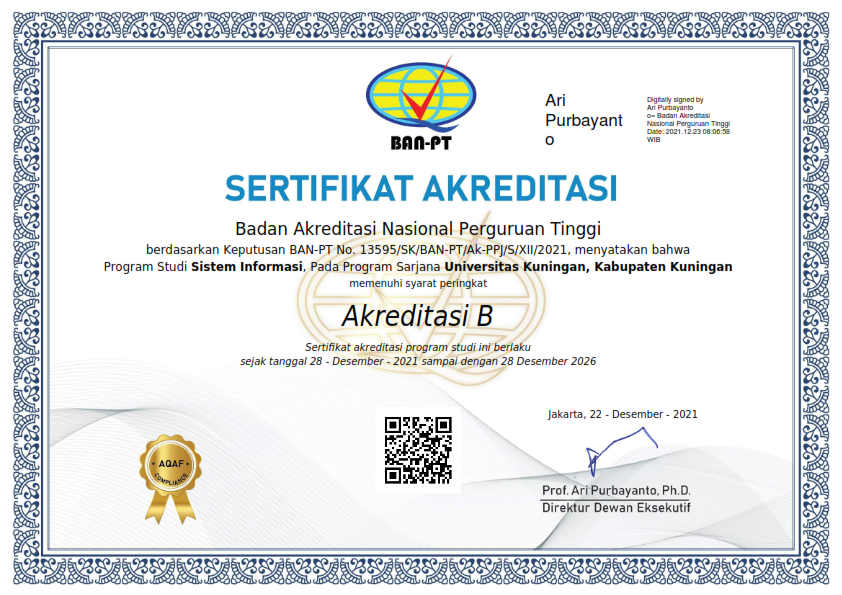 BAN-PT
Ari
Purbayant
o
Digitally signed by
Ari Purbayanto
o= Badan Akreditasi
Nasional Perguruan Tinggi
Date: 2021.12.23 08:06:58
WIB
SERTIFIKAT AKREDITASI
Badan Akreditasi Nasional Perguruan Tinggi
berdasarkan Keputusan BAN-PT No. 13595/SK/BAN-PT/Ak-PPJ/S/XII/2021, menyatakan bahwa
Program Studi Sistem Informasi, Pada Program Sarjana Universitas Kuningan, Kabupaten Kuningan
memenuhi syarat peringkat
Akreditasi B
Sertifikat akreditasi program studi ini berlaku
sejak tanggal 28 - Desember - 2021 sampai dengan 28 Desember 2026
Jakarta, 22 - Desember - 2021
AQAF
COMPLIANCE
Prof. Ari Purbayanto, Ph.D.
Direktur Dewan Eksekutif